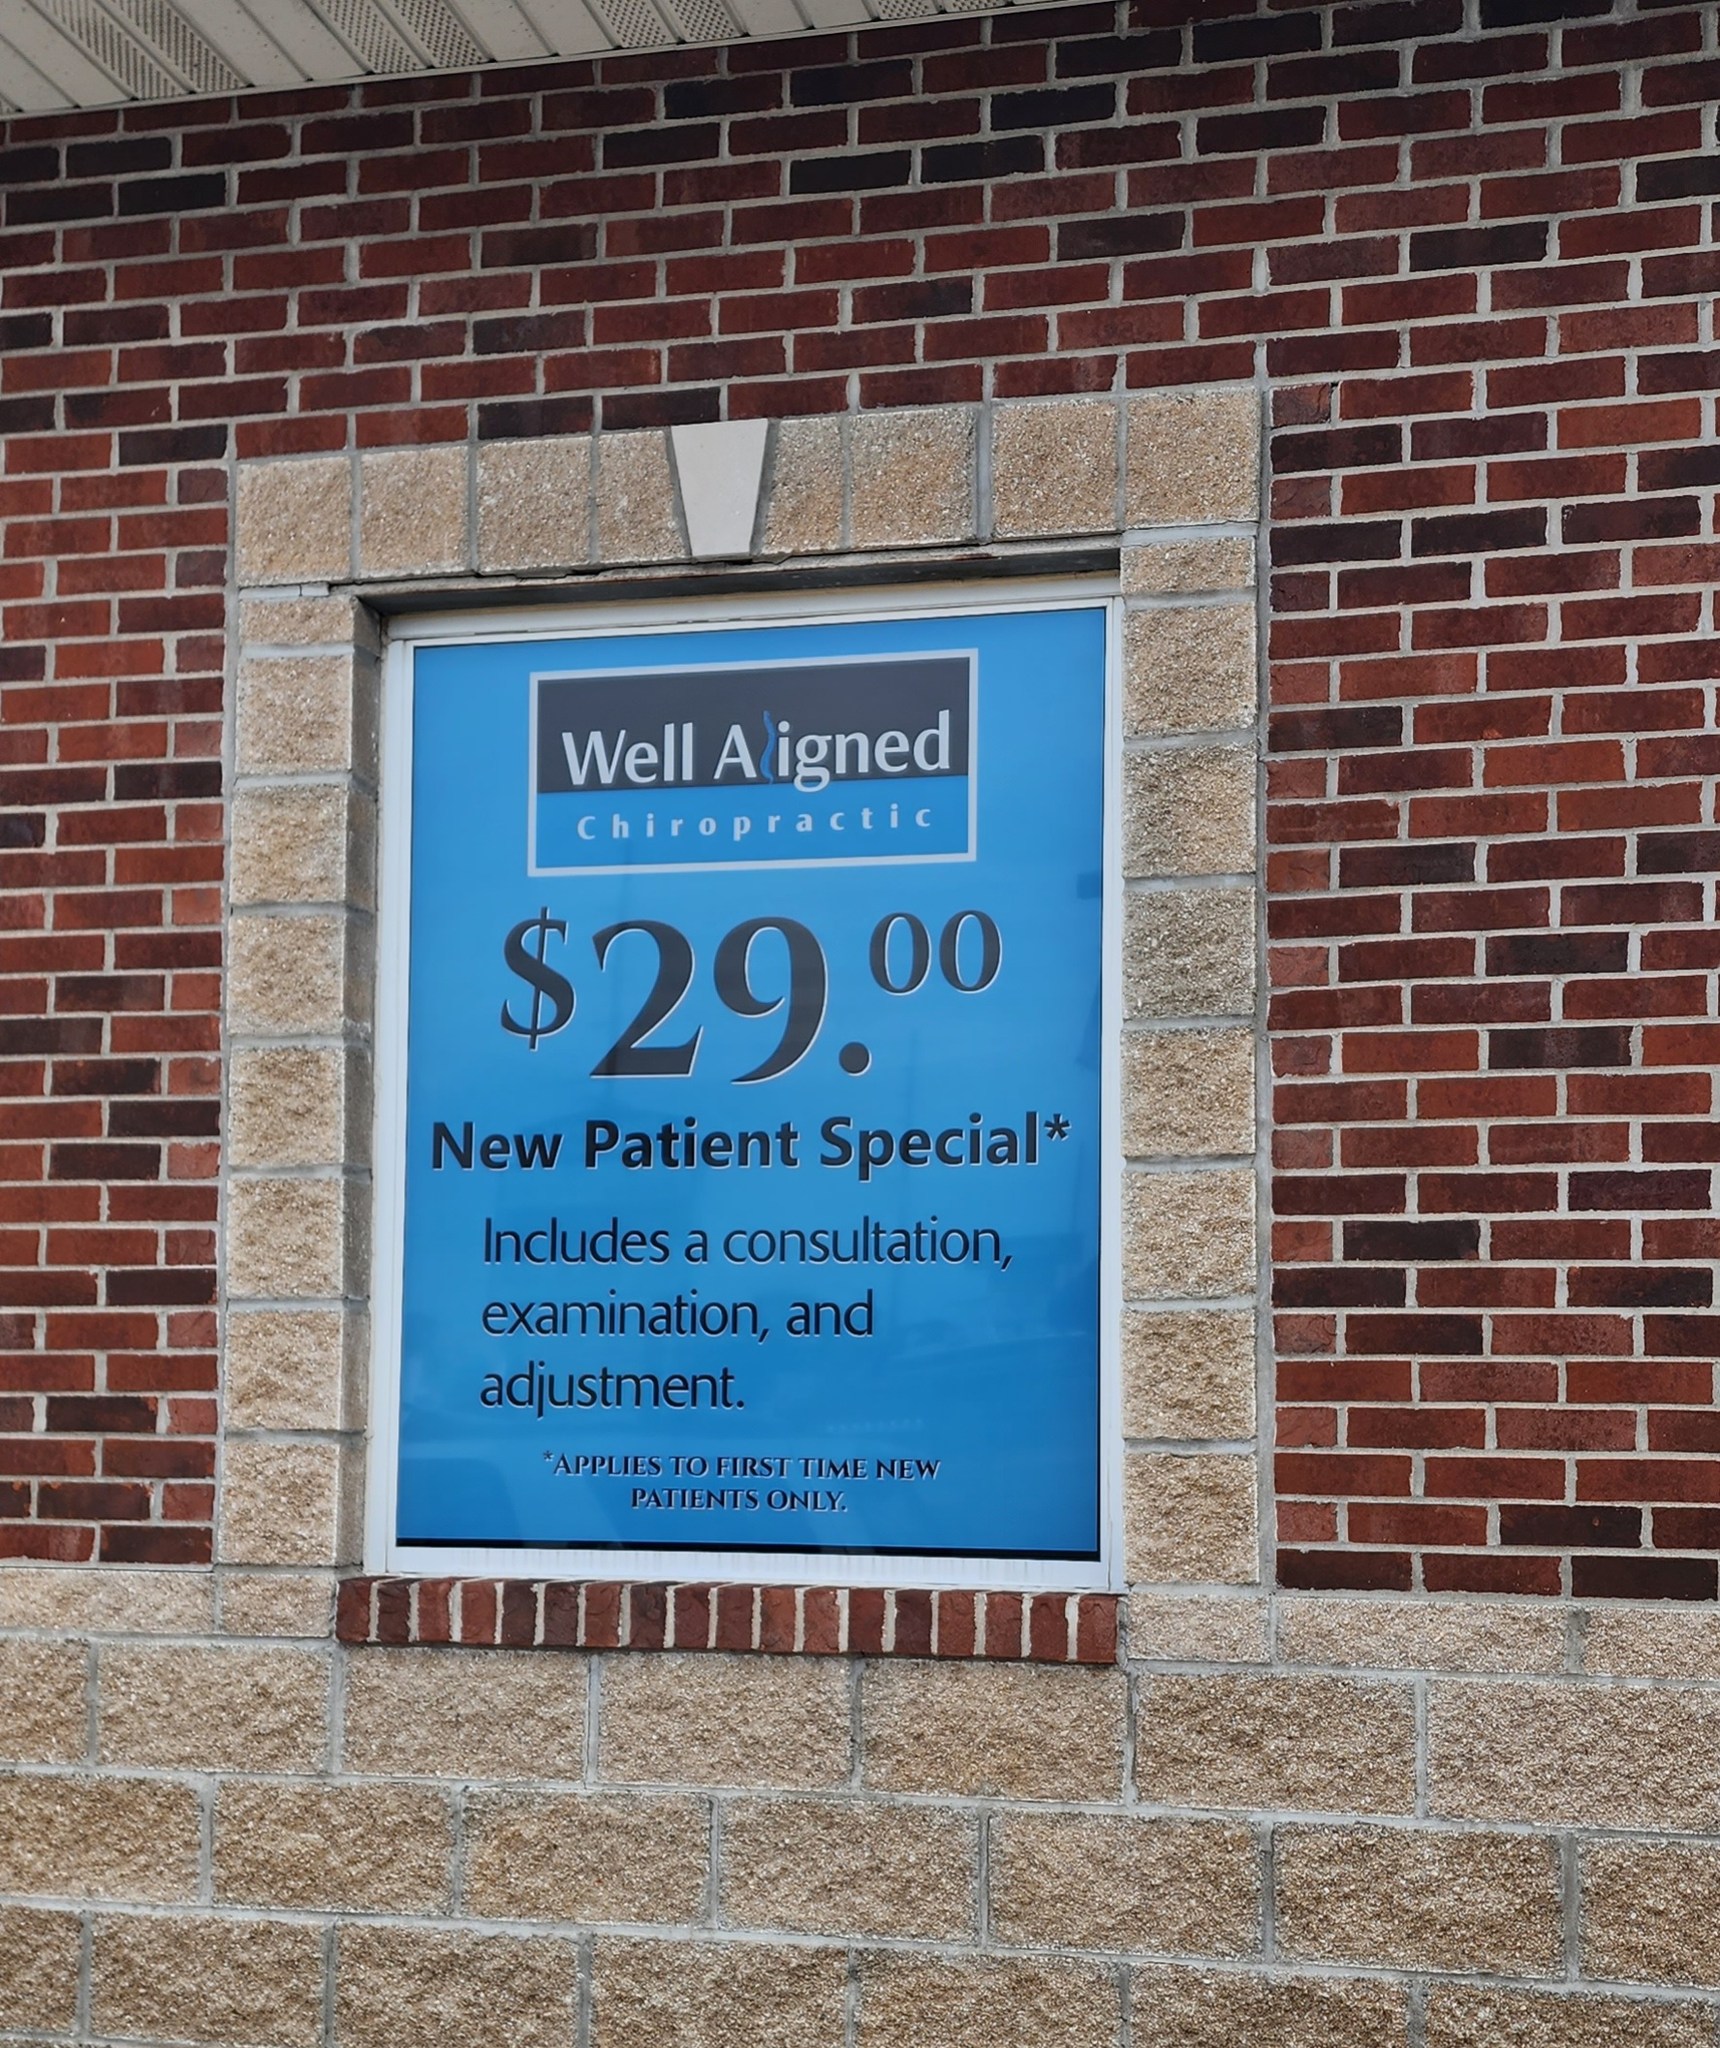 Well Aligned
Chiropractic
$29.00
New Patient Special*
Includes a consultation,
examination, and
adjustment.
*APPLIES TO FIRST TIME NEW
PATIENTS ONLY.